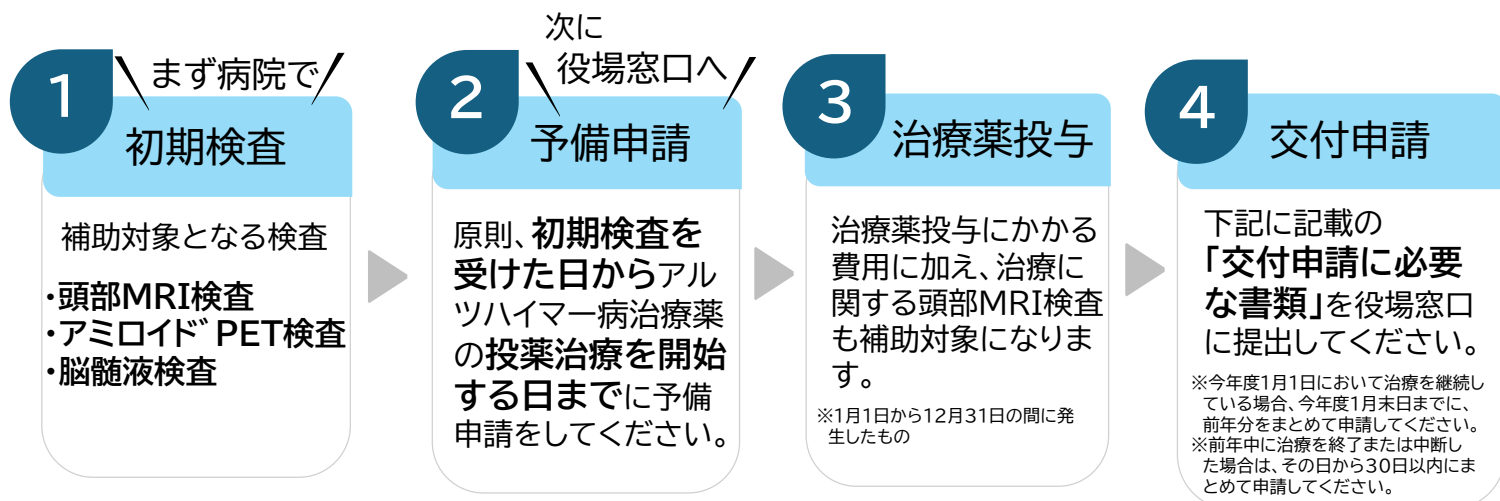 1
まず病院で
初期検査
補助対象となる検査
・頭部MRI検査
・アミロイド゛PET検査
・脳髄液検査
2
次に
役場窓口へ
予備申請
原則、初期検査を
受けた日からアル
ツハイマー病治療薬
の投薬治療を開始
する日までに予備
申請をしてください。
3
治療薬投与
治療薬投与にかかる
費用に加え、治療に
関する頭部MRI検査
も補助対象になりま
す。
※1月1日から12月31日の間に発
生したもの
4
交付申請
下記に記載の
「交付申請に必要
な書類」を役場窓口
に提出してください。
※今年度1月1日において治療を継続し
ている場合、今年度1月末日までに、
前年分をまとめて申請してください。
※前年中に治療を終了または中断し
た場合は、その日から30日以内にま
とめて申請してください。